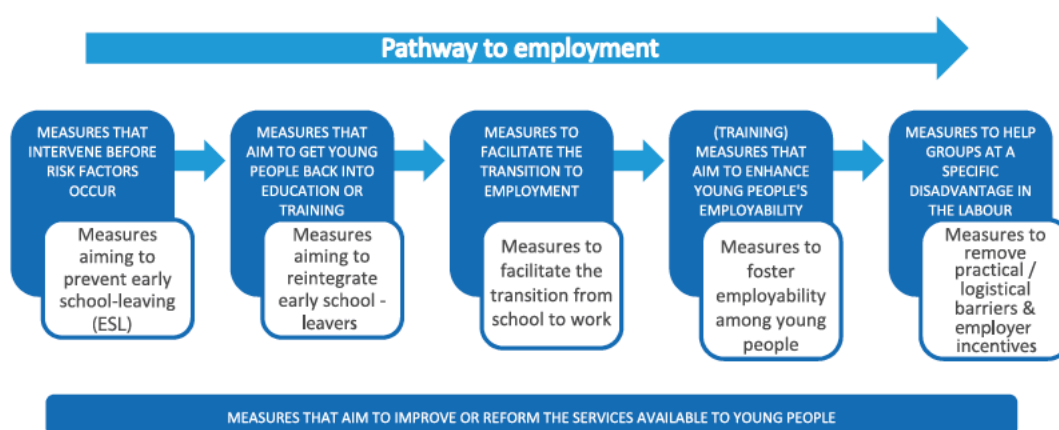 Pathway to employment
MEASURES THAT
INTERVENE BEFORE
RISK FACTORS
OCCUR
Measures
aiming to
prevent early
school-leaving
(ESL)
MEASURES THAT
AIM TO GET YOUNG
PEOPLE BACK INTO
EDUCATION OR
TRAINING
Measures
aiming to
reintegrate
early school -
leavers
MEASURES TO
FACILITATE THE
TRANSITION TO
EMPLOYMENT
Measures to
facilitate the
transition from
school to work
(TRAINING)
MEASURES THAT
AIM TO ENHANCE
YOUNG PEOPLE'S
EMPLOYABILITY
Measures to
foster
employability
among young
people
MEASURES TO HELP
GROUPS AT A
SPECIFIC
DISADVANTAGE IN
THE LABOUR
Measures to
remove
practical /
logistical
barriers &
employer
incentives
MEASURES THAT AIM TO IMPROVE OR REFORM THE SERVICES AVAILABLE TO YOUNG PEOPLE